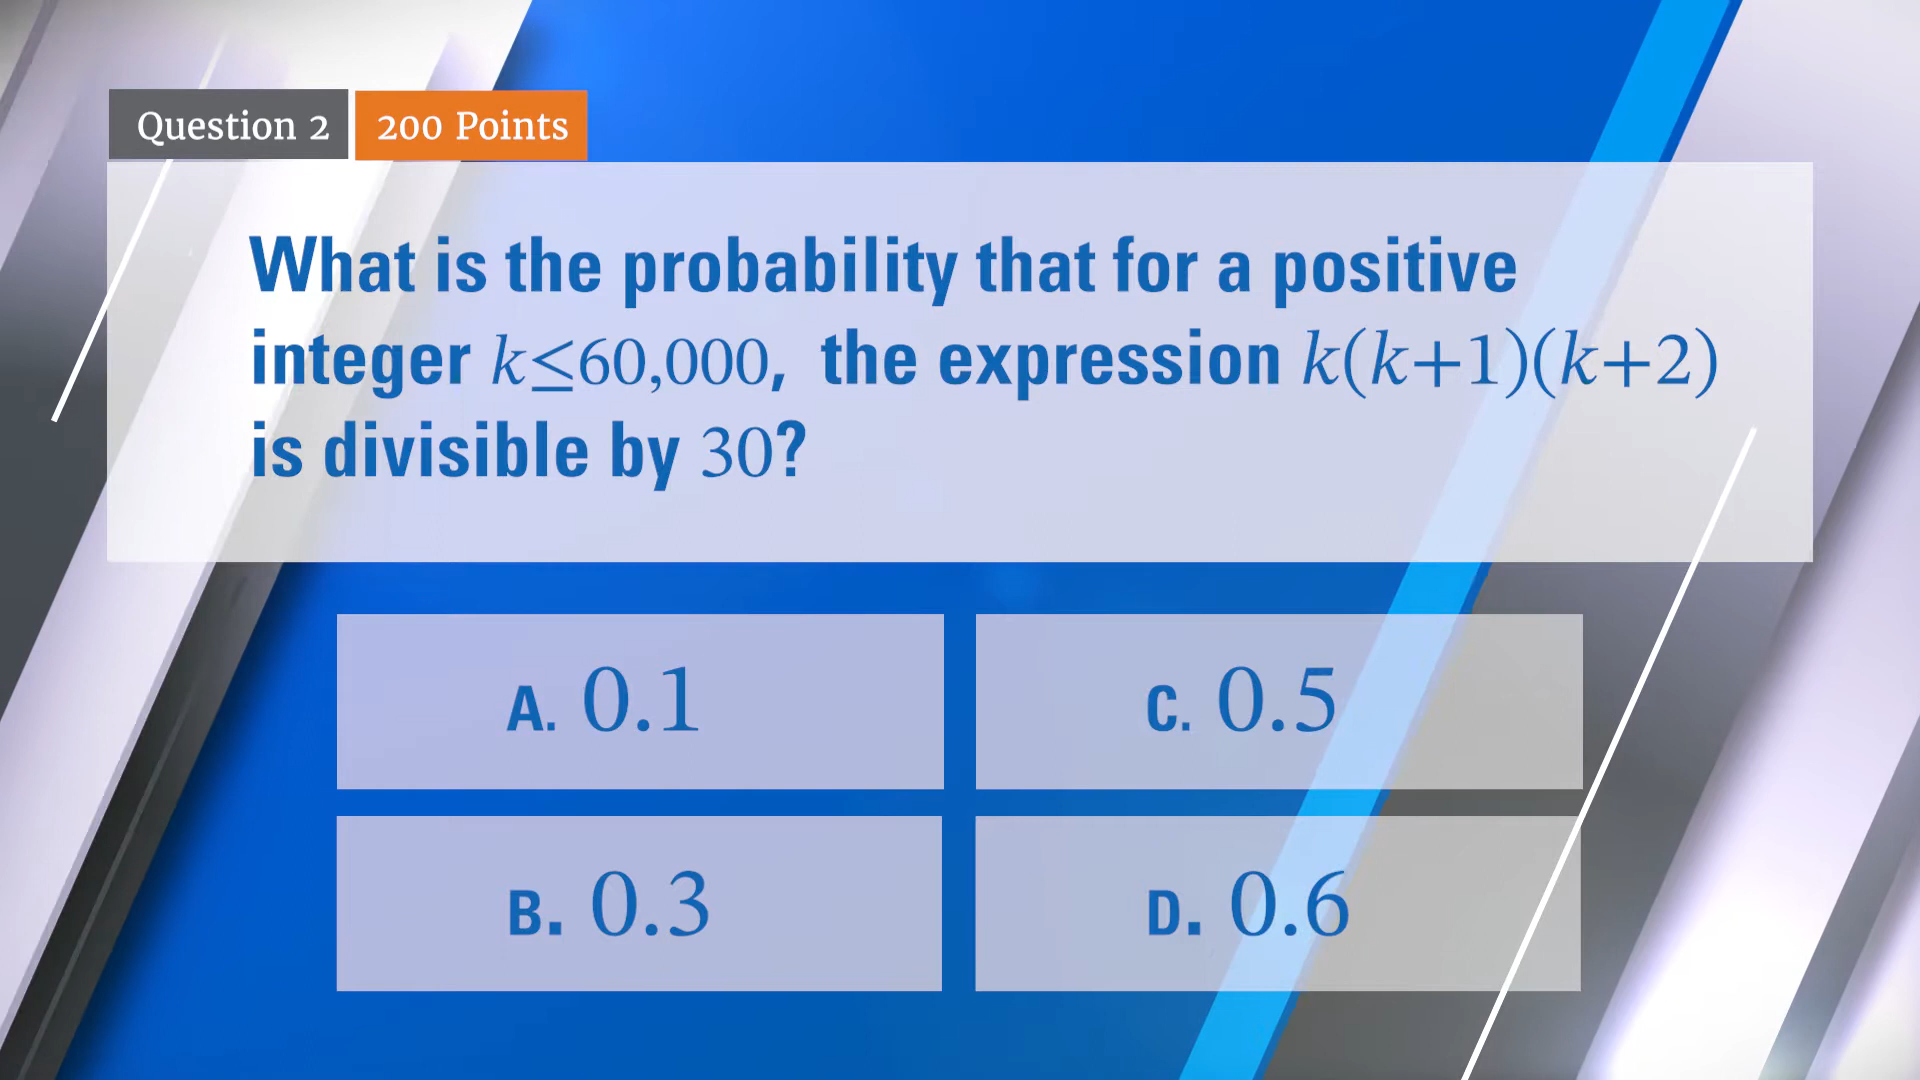 Question 2
200 Points
What is the probability that for a positive
integer k≤60,000, the expression k(k+1)(k+2)
is divisible by 30?
A. 0.1
C. 0.5
B. 0.3
D. 0.6